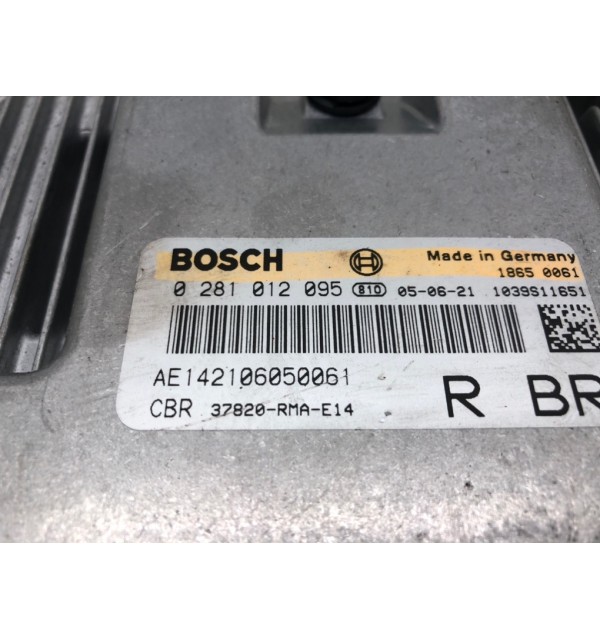 BOSCH Made in Germany
1865 0061
0 281 012 095 810 05-06-21 1039S11651
AE142106050061
CBR 37820-RMA-E14 R BR